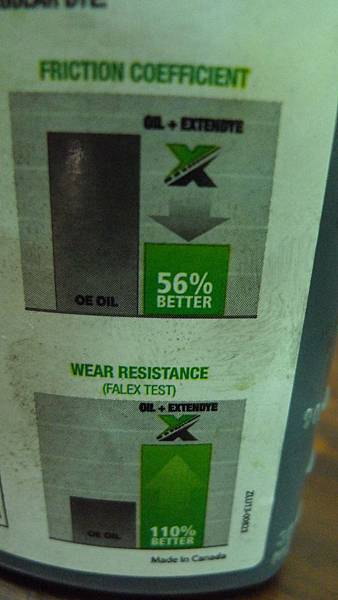 DYE.
FRICTION COEFFICIENT
OIL + EXTENDYE
X
56%
BETTER
OE OIL
WEAR RESISTANCE
(FALEX TEST)
OIL + EXTENDYE
X
110%
BETTER
OE OIL
Made in Canada